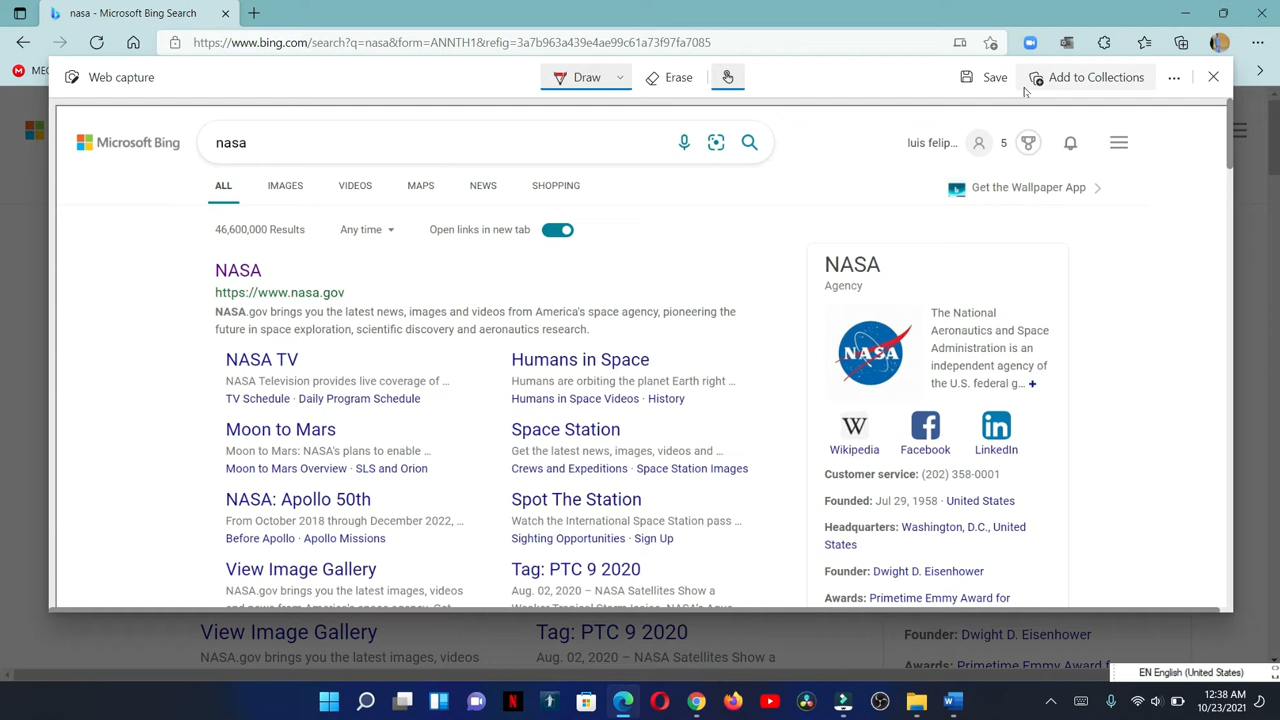 nasa - Microsoft Bing Search
https://www.bing.com/search?q=nasa&form=ANNTH1&refig=3a7b963a439e4ae99c61a73f97fa7085
Web capture
Draw
Erase
Save
Add to Collections
Microsoft Bing
nasa
luis felip...
5
ALL
IMAGES
VIDEOS
MAPS
NEWS
SHOPPING
Get the Wallpaper App
46,600,000 Results
Any time
Open links in new tab
NASA
https://www.nasa.gov
NASA.gov brings you the latest news, images and videos from America's space agency, pioneering the
future in space exploration, scientific discovery and aeronautics research.
NASA TV
NASA Television provides live coverage of ...
TV Schedule · Daily Program Schedule
Humans in Space
Humans are orbiting the planet Earth right ...
Humans in Space Videos · History
Moon to Mars
Moon to Mars: NASA's plans to enable ...
Moon to Mars Overview · SLS and Orion
Space Station
Get the latest news, images, videos and ...
Crews and Expeditions · Space Station Images
NASA: Apollo 50th
From October 2018 through December 2022, ...
Before Apollo · Apollo Missions
Spot The Station
Watch the International Space Station pass ...
Sighting Opportunities · Sign Up
View Image Gallery
NASA.gov brings you the latest images, videos
Tag: PTC 9 2020
Aug. 02, 2020 – NASA Satellites Show a
NASA
Agency
NASA
The National
Aeronautics and Space
Administration is an
independent agency of
the U.S. federal g... +
Wikipedia
Facebook
LinkedIn
Customer service: (202) 358-0001
Founded: Jul 29, 1958 · United States
Headquarters: Washington, D.C., United
States
Founder: Dwight D. Eisenhower
Awards: Primetime Emmy Award for
View Image Gallery
NASA.gov brings you the latest images, videos
Tag: PTC 9 2020
Aug. 02, 2020 – NASA Satellites Show a
Founder: Dwight D. Eisenhower
Awards: Primetime Emmy Award for
EN English (United States)
12:38 AM
10/23/2021